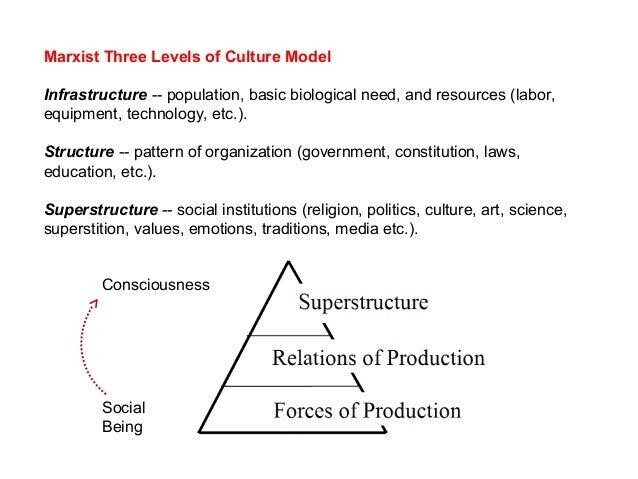 Marxist Three Levels of Culture Model
Infrastructure -- population, basic biological need, and resources (labor,
equipment, technology, etc.).
Structure -- pattern of organization (government, constitution, laws,
education, etc.).
Superstructure -- social institutions (religion, politics, culture, art, science,
superstition, values, emotions, traditions, media etc.).
Consciousness
Superstructure
Relations of Production
Forces of Production
Social
Being